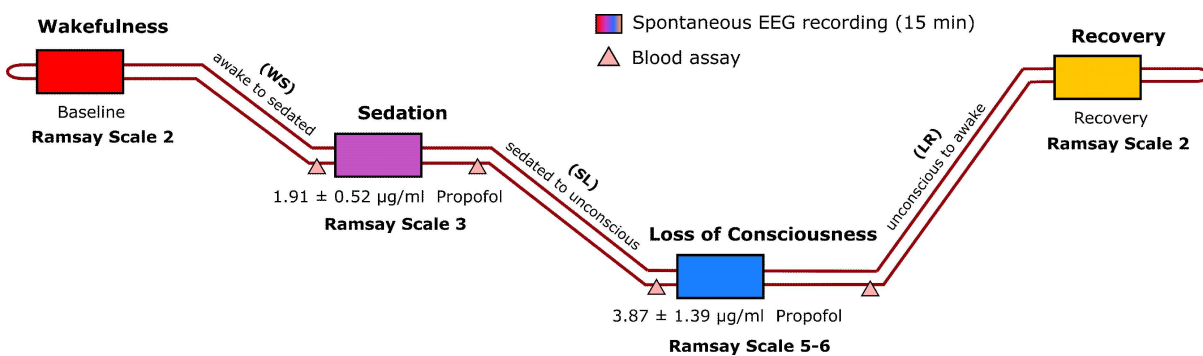 Wakefulness
Baseline
Ramsay Scale 2
(WS)
awake to sedated
Sedation
1.91 ± 0.52 µg/ml Propofol
Ramsay Scale 3
(SL)
sedated to unconscious
Loss of Consciousness
3.87 ± 1.39 µg/ml Propofol
Ramsay Scale 5-6
(LR)
unconscious to awake
Spontaneous EEG recording (15 min)
Blood assay
Recovery
Recovery
Ramsay Scale 2